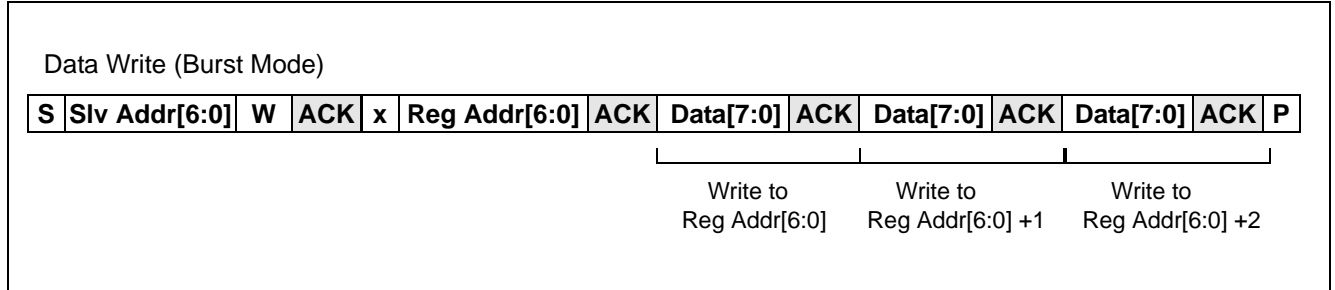 Data Write (Burst Mode)
S Slv Addr[6:0] W ACK x Reg Addr[6:0] ACK Data[7:0] ACK Data[7:0] ACK Data[7:0] ACK P
Write to Write to Write to
Reg Addr[6:0] Reg Addr[6:0] +1 Reg Addr[6:0] +2